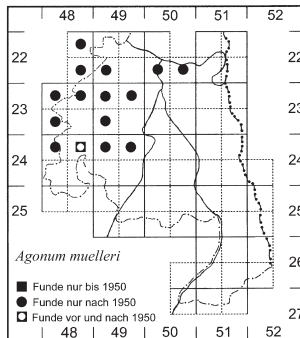 48 49 50 51 52
22
23
24
25
26
27
Agonum muelleri
Funde nur bis 1950
Funde nur nach 1950
Funde vor und nach 1950
48 49 50 51 52